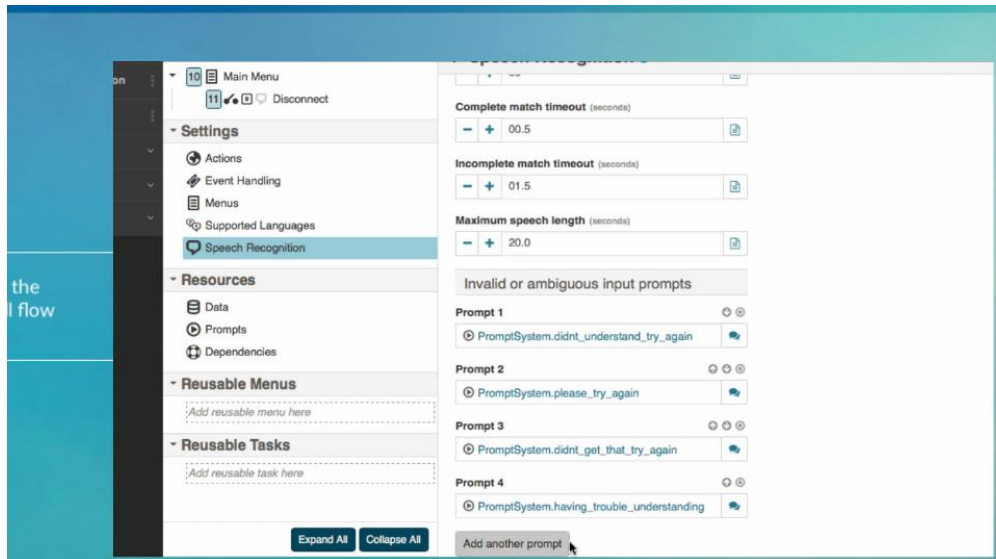 on
the
l flow
10 Main Menu
11 9 Disconnect
Settings
Actions
Event Handling
Menus
Supported Languages
Speech Recognition
Resources
Data
Prompts
Dependencies
Reusable Menus
Add reusable menu here
Reusable Tasks
Add reusable task here
Expand All Collapse All
Speech Recognition
Complete match timeout (seconds)
- + 00.5
Incomplete match timeout (seconds)
- + 01.5
Maximum speech length (seconds)
- + 20.0
Invalid or ambiguous input prompts
Prompt 1
PromptSystem.didnt_understand_try_again
Prompt 2
PromptSystem.please_try_again
Prompt 3
PromptSystem.didnt_get_that_try_again
Prompt 4
PromptSystem.having_trouble_understanding
Add another prompt